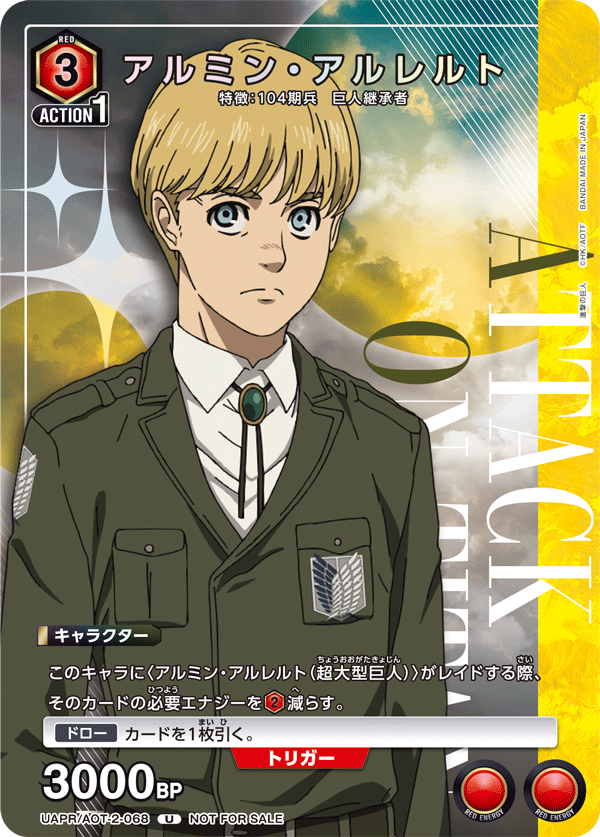 RED
3
ACTION 1
アルミン・アルレルト
特徴:104期兵 巨人継承者
進撃の巨人 ©HK/AOTF BANDAI MADE IN JAPAN
ATTACK
ON TITAN
キャラクター
このキャラに〈アルミン・アルレルト(超大型巨人)〉がレイドする際、
そのカードの必要エナジーを2減らす。
ドロー カードを1枚引く。
トリガー
3000BP
RED ENERGY RED ENERGY
UAPR/AOT-2-068 U NOT FOR SALE